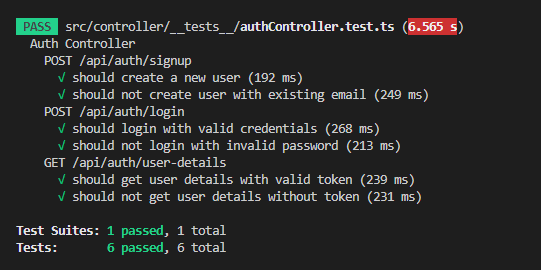 PASS src/controller/__tests__/authController.test.ts (6.565 s)
Auth Controller
POST /api/auth/signup
√ should create a new user (192 ms)
√ should not create user with existing email (249 ms)
POST /api/auth/login
√ should login with valid credentials (268 ms)
√ should not login with invalid password (213 ms)
GET /api/auth/user-details
√ should get user details with valid token (239 ms)
√ should not get user details without token (231 ms)
Test Suites: 1 passed, 1 total
Tests: 6 passed, 6 total